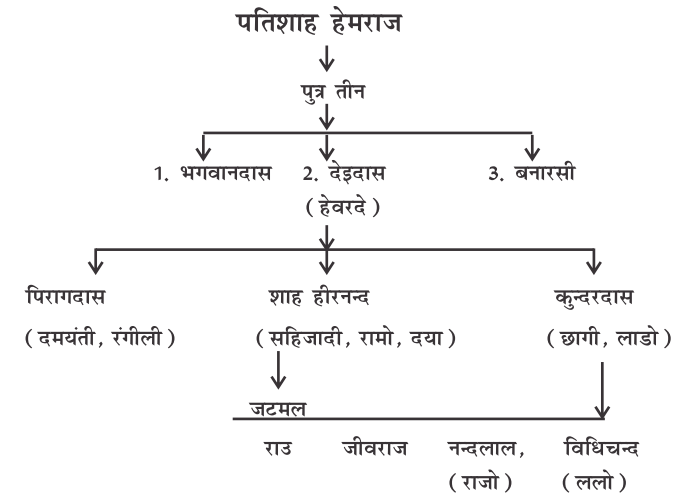 पतिशाह हेमराज
पुत्र तीन
1. भगवानदास 2. देइदास 3. बनारसी
(हेवरदे)
पिरागदास शाह हीरनन्द कुन्दरदास
(दमयंती, रंगीली) (सहिजादी, रामो, दया) (छागी, लाडो)
जटमल
राउ जीवराज नन्दलाल, विधिचन्द
(राजो) (ललो)